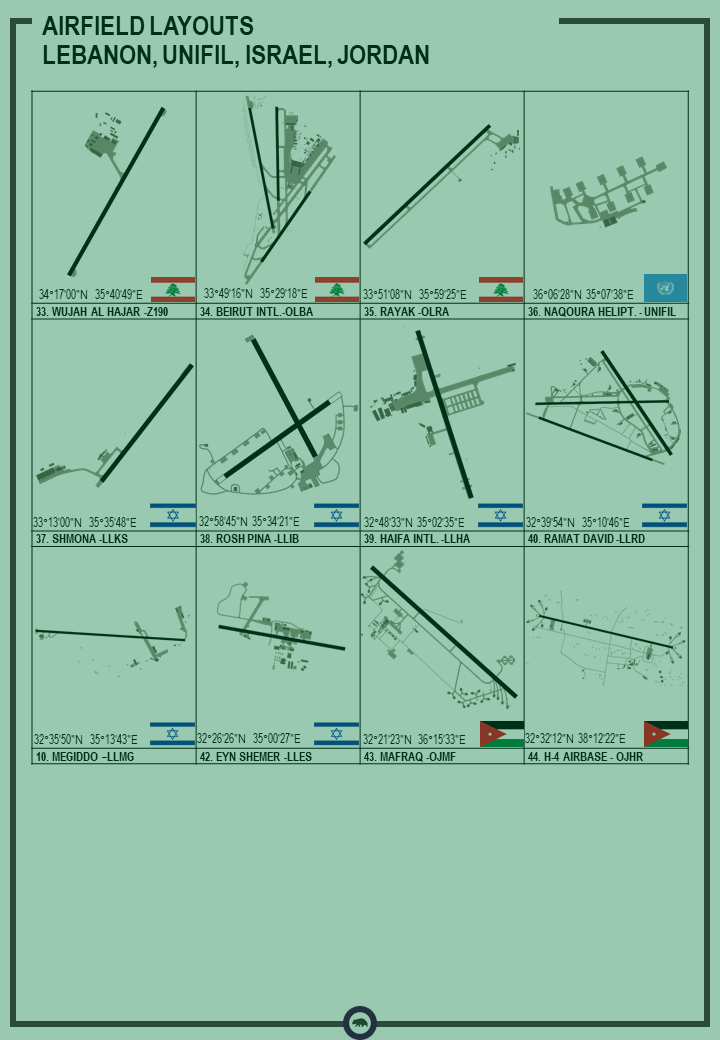 AIRFIELD LAYOUTS
LEBANON, UNIFIL, ISRAEL, JORDAN
34°17'00"N 35°40'49"E
33°49'16"N 35°29'18"E
33°51'08"N 35°59'25"E
36°06'28"N 35°07'38"E
33. WUJAH AL HAJAR -Z190
34. BEIRUT INTL.-OLBA
35. RAYAK -OLRA
36. NAQOURA HELIPT. - UNIFIL
33°13'00"N 35°35'48"E
32°58'45"N 35°34'21"E
32°48'33"N 35°02'35"E
32°39'54"N 35°10'46"E
37. SHMONA -LLKS
38. ROSH PINA -LLIB
39. HAIFA INTL. -LLHA
40. RAMAT DAVID -LLRD
32°35'50"N 35°13'43"E
32°26'26"N 35°00'27"E
32°21'23"N 36°15'33"E
32°32'12"N 38°12'22"E
10. MEGIDDO –LLMG
42. EYN SHEMER -LLES
43. MAFRAQ -OJMF
44. H-4 AIRBASE - OJHR